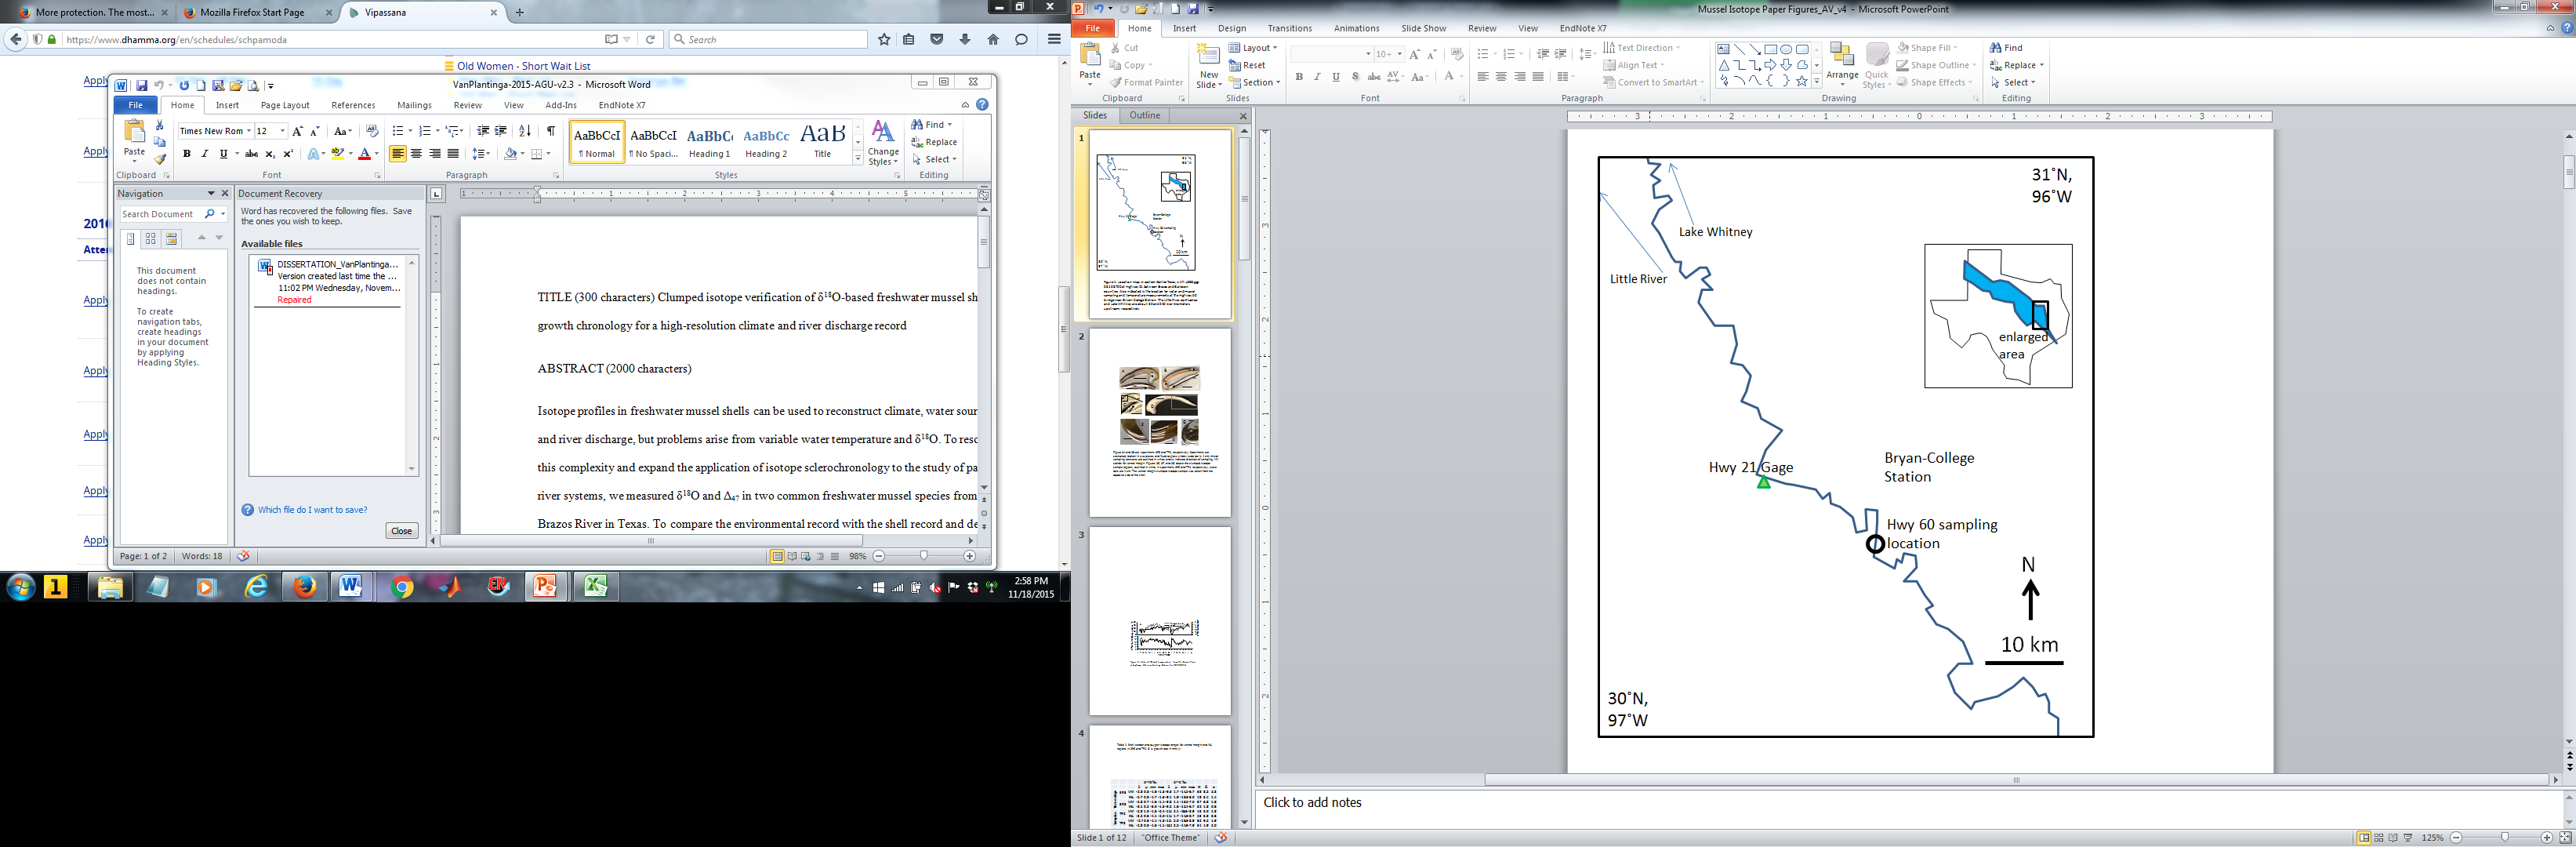 More protection. The most...
Mozilla Firefox Start Page
Vipassana
https://www.dhamma.org/en/schedules/schpamoda
Search
Old Women - Short Wait List
Apply
Apply
2016
Atten
Apply
Apply
Apply
Apply
Apply
VanPlantinga-2015-AGU-v2.3 - Microsoft Word
File
Home
Insert
Page Layout
References
Mailings
Review
View
Add-Ins
EndNote X7
Paste
Times New Rom
12
AaBbCcI
AaBbCcI
AaBbC
AaBbCc
AaB
¶ Normal
¶ No Spaci...
Heading 1
Heading 2
Title
Change
Styles
Find
Replace
Select
Clipboard
Font
Paragraph
Styles
Editing
Navigation
Search Document
This document
does not contain
headings.
To create
navigation tabs,
create headings
in your document
by applying
Heading Styles.
Document Recovery
Word has recovered the following files. Save
the ones you wish to keep.
Available files
DISSERTATION_VanPlantinga...
Version created last time the ...
11:02 PM Wednesday, Novem...
Repaired
Which file do I want to save?
Close
TITLE (300 characters) Clumped isotope verification of δ¹⁸O-based freshwater mussel sh
growth chronology for a high-resolution climate and river discharge record
ABSTRACT (2000 characters)
Isotope profiles in freshwater mussel shells can be used to reconstruct climate, water sour
and river discharge, but problems arise from variable water temperature and δ¹⁸O. To reso
this complexity and expand the application of isotope sclerochronology to the study of pa
river systems, we measured δ¹⁸O and Δ₄₇ in two common freshwater mussel species from
Brazos River in Texas. To compare the environmental record with the shell record and de
Page: 1 of 2
Words: 18
98%
2:58 PM
11/18/2015
Mussel Isotope Paper Figures_AV_v4 - Microsoft PowerPoint
File
Home
Insert
Design
Transitions
Animations
Slide Show
Review
View
EndNote X7
Paste
Cut
Copy
Format Painter
New
Slide
Layout
Reset
Section
10+
Text Direction
Align Text
Convert to SmartArt
Arrange
Quick
Styles
Shape Fill
Shape Outline
Shape Effects
Find
Replace
Select
Clipboard
Slides
Font
Paragraph
Drawing
Editing
Slides
Outline
1
2
3
4
31°N,
96°W
Lake Whitney
Little River
enlarged
area
Hwy 21 Gage
Bryan-College
Station
Hwy 60 sampling
location
N
10 km
30°N,
97°W
Click to add notes
Slide 1 of 12
"Office Theme"
125%